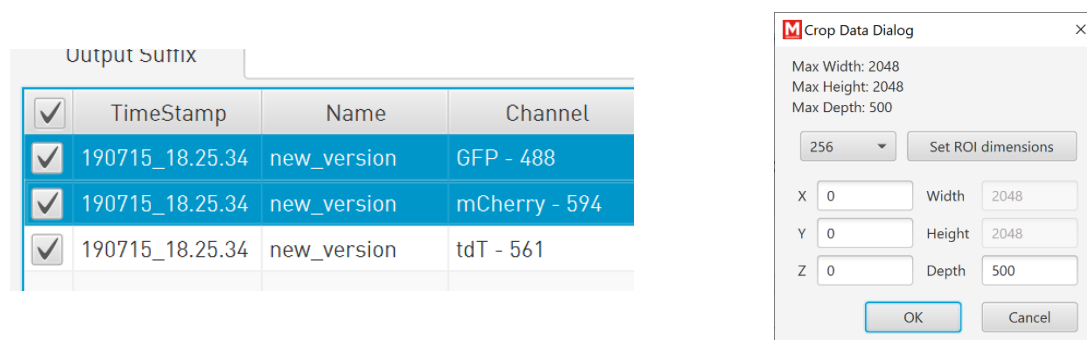 Output Suffix
TimeStamp Name Channel
190715_18.25.34 new_version GFP - 488
190715_18.25.34 new_version mCherry - 594
190715_18.25.34 new_version tdT - 561
M Crop Data Dialog
Max Width: 2048
Max Height: 2048
Max Depth: 500
256 Set ROI dimensions
X 0 Width 2048
Y 0 Height 2048
Z 0 Depth 500
OK Cancel